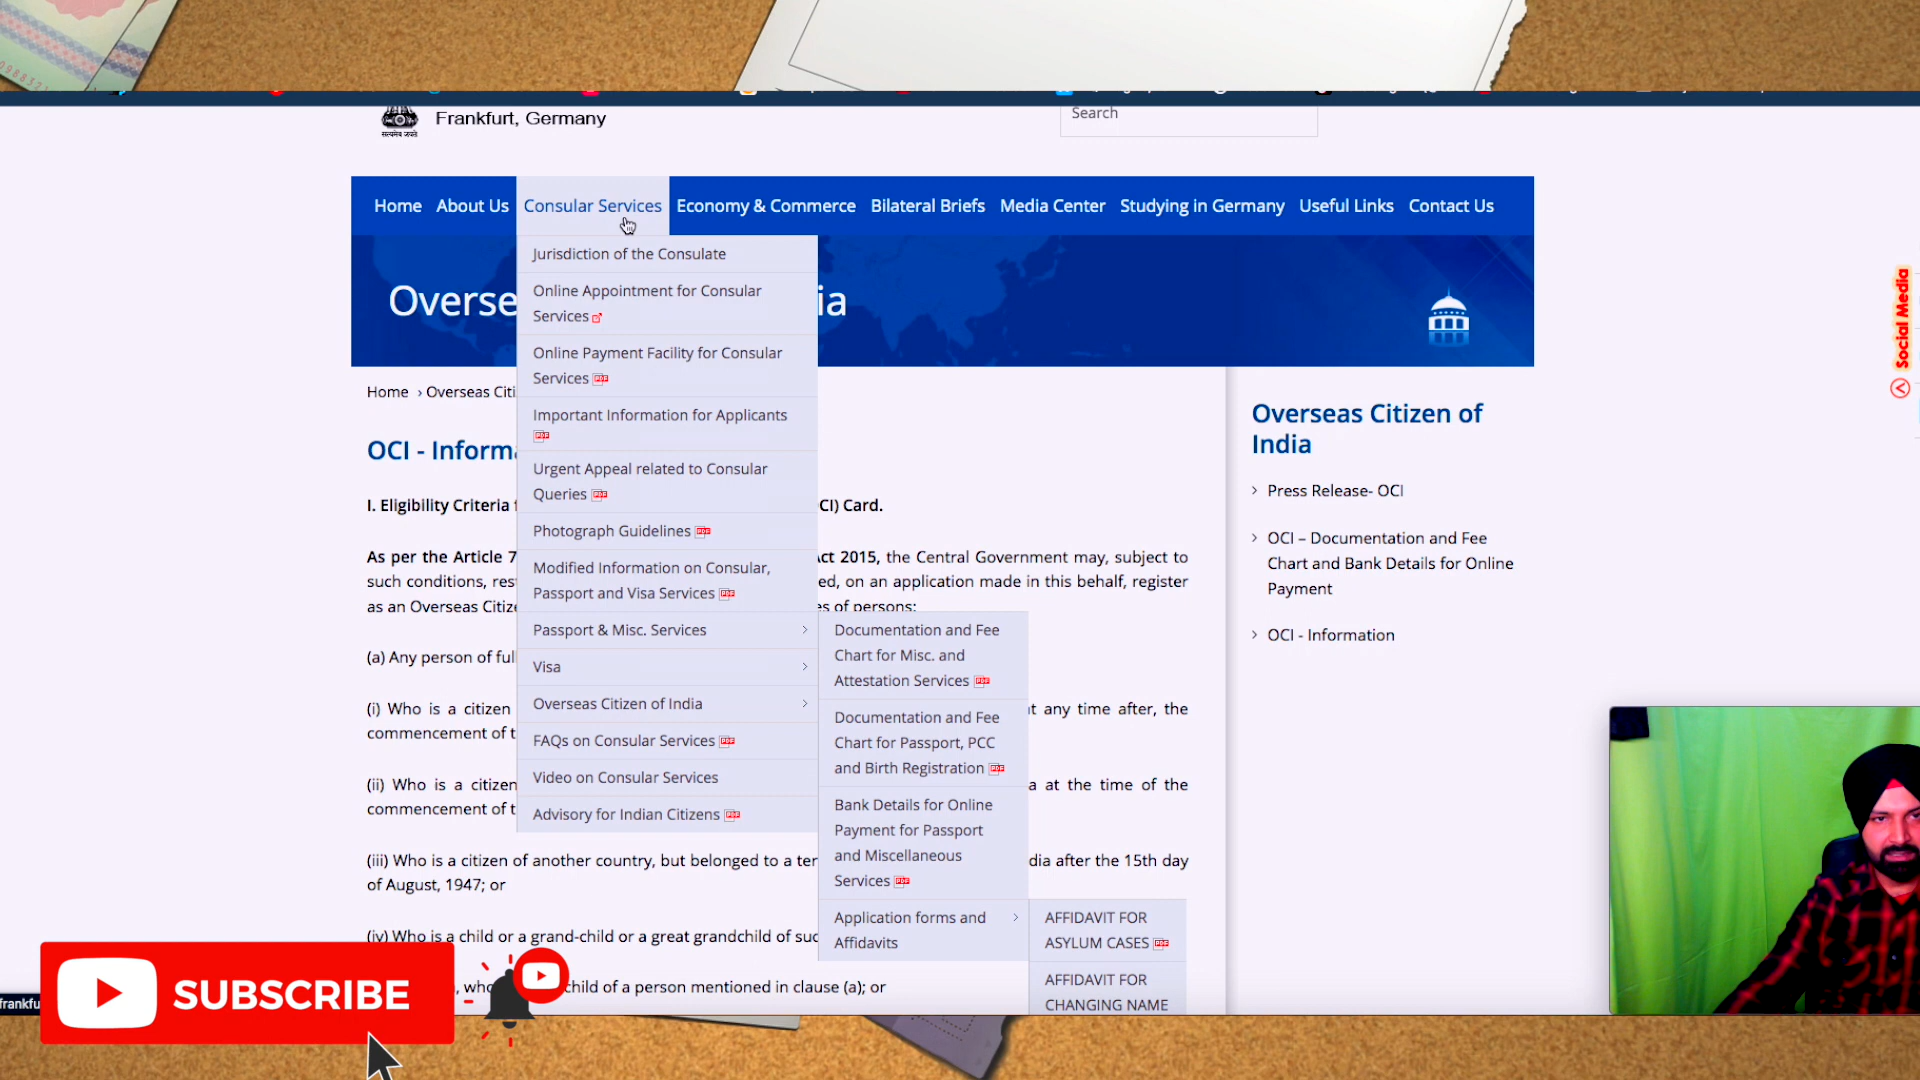 सत्यमेव जयते
Frankfurt, Germany
Search
Home
About Us
Consular Services
Economy & Commerce
Bilateral Briefs
Media Center
Studying in Germany
Useful Links
Contact Us
Jurisdiction of the Consulate
Online Appointment for Consular
Services
Online Payment Facility for Consular
Services
Important Information for Applicants
Urgent Appeal related to Consular
Queries
Photograph Guidelines
Modified Information on Consular,
Passport and Visa Services
Passport & Misc. Services
Visa
Overseas Citizen of India
FAQs on Consular Services
Video on Consular Services
Advisory for Indian Citizens
Documentation and Fee
Chart for Misc. and
Attestation Services
Documentation and Fee
Chart for Passport, PCC
and Birth Registration
Bank Details for Online
Payment for Passport
and Miscellaneous
Services
Application forms and
Affidavits
AFFIDAVIT FOR
ASYLUM CASES
AFFIDAVIT FOR
CHANGING NAME
Overse ia
Home › Overseas Citi
OCI - Inform
I. Eligibility Criteria CI) Card.
As per the Article 7 Act 2015, the Central Government may, subject to
such conditions, res ed, on an application made in this behalf, register
as an Overseas Citize es of persons:
(a) Any person of ful
(i) Who is a citizen at any time after, the
commencement of t
(ii) Who is a citizen a at the time of the
commencement of t
(iii) Who is a citizen of another country, but belonged to a ter dia after the 15th day
of August, 1947; or
(iv) Who is a child or a grand-child or a great grandchild of suc
, who child of a person mentioned in clause (a); or
Overseas Citizen of
India
Press Release- OCI
OCI – Documentation and Fee
Chart and Bank Details for Online
Payment
OCI - Information
Social Media
frankfu
SUBSCRIBE